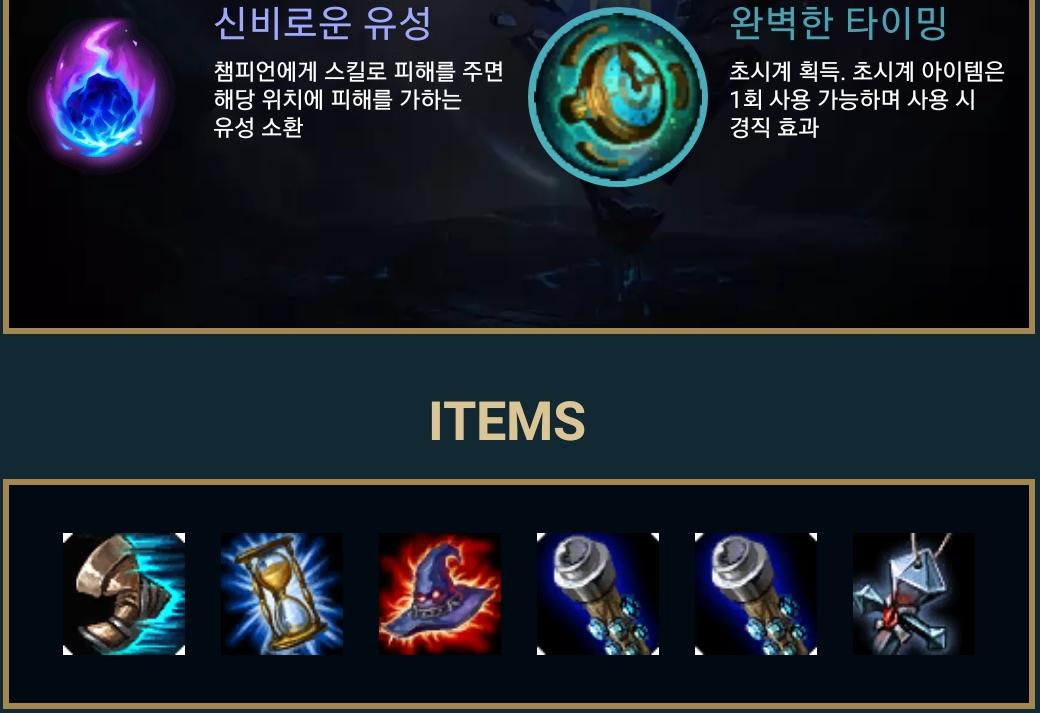 신비로운 유성
챔피언에게 스킬로 피해를 주면
해당 위치에 피해를 가하는
유성 소환
완벽한 타이밍
초시계 획득. 초시계 아이템은
1회 사용 가능하며 사용 시
경직 효과
ITEMS